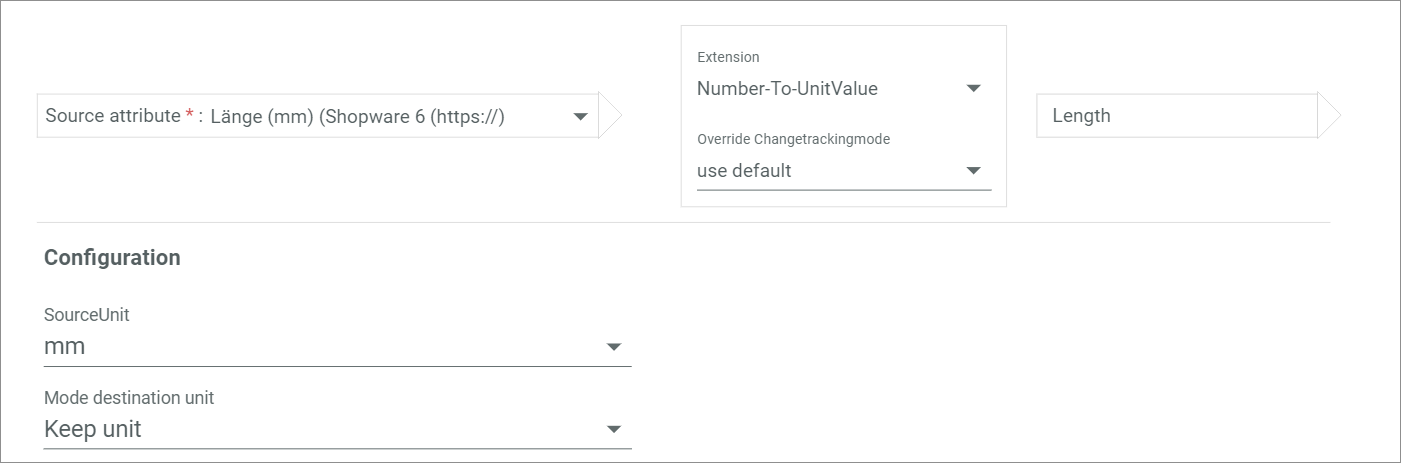 Extension
Number-To-UnitValue
Source attribute * : Länge (mm) (Shopware 6 (https://)
Length
Override Changetrackingmode
use default
Configuration
SourceUnit
mm
Mode destination unit
Keep unit